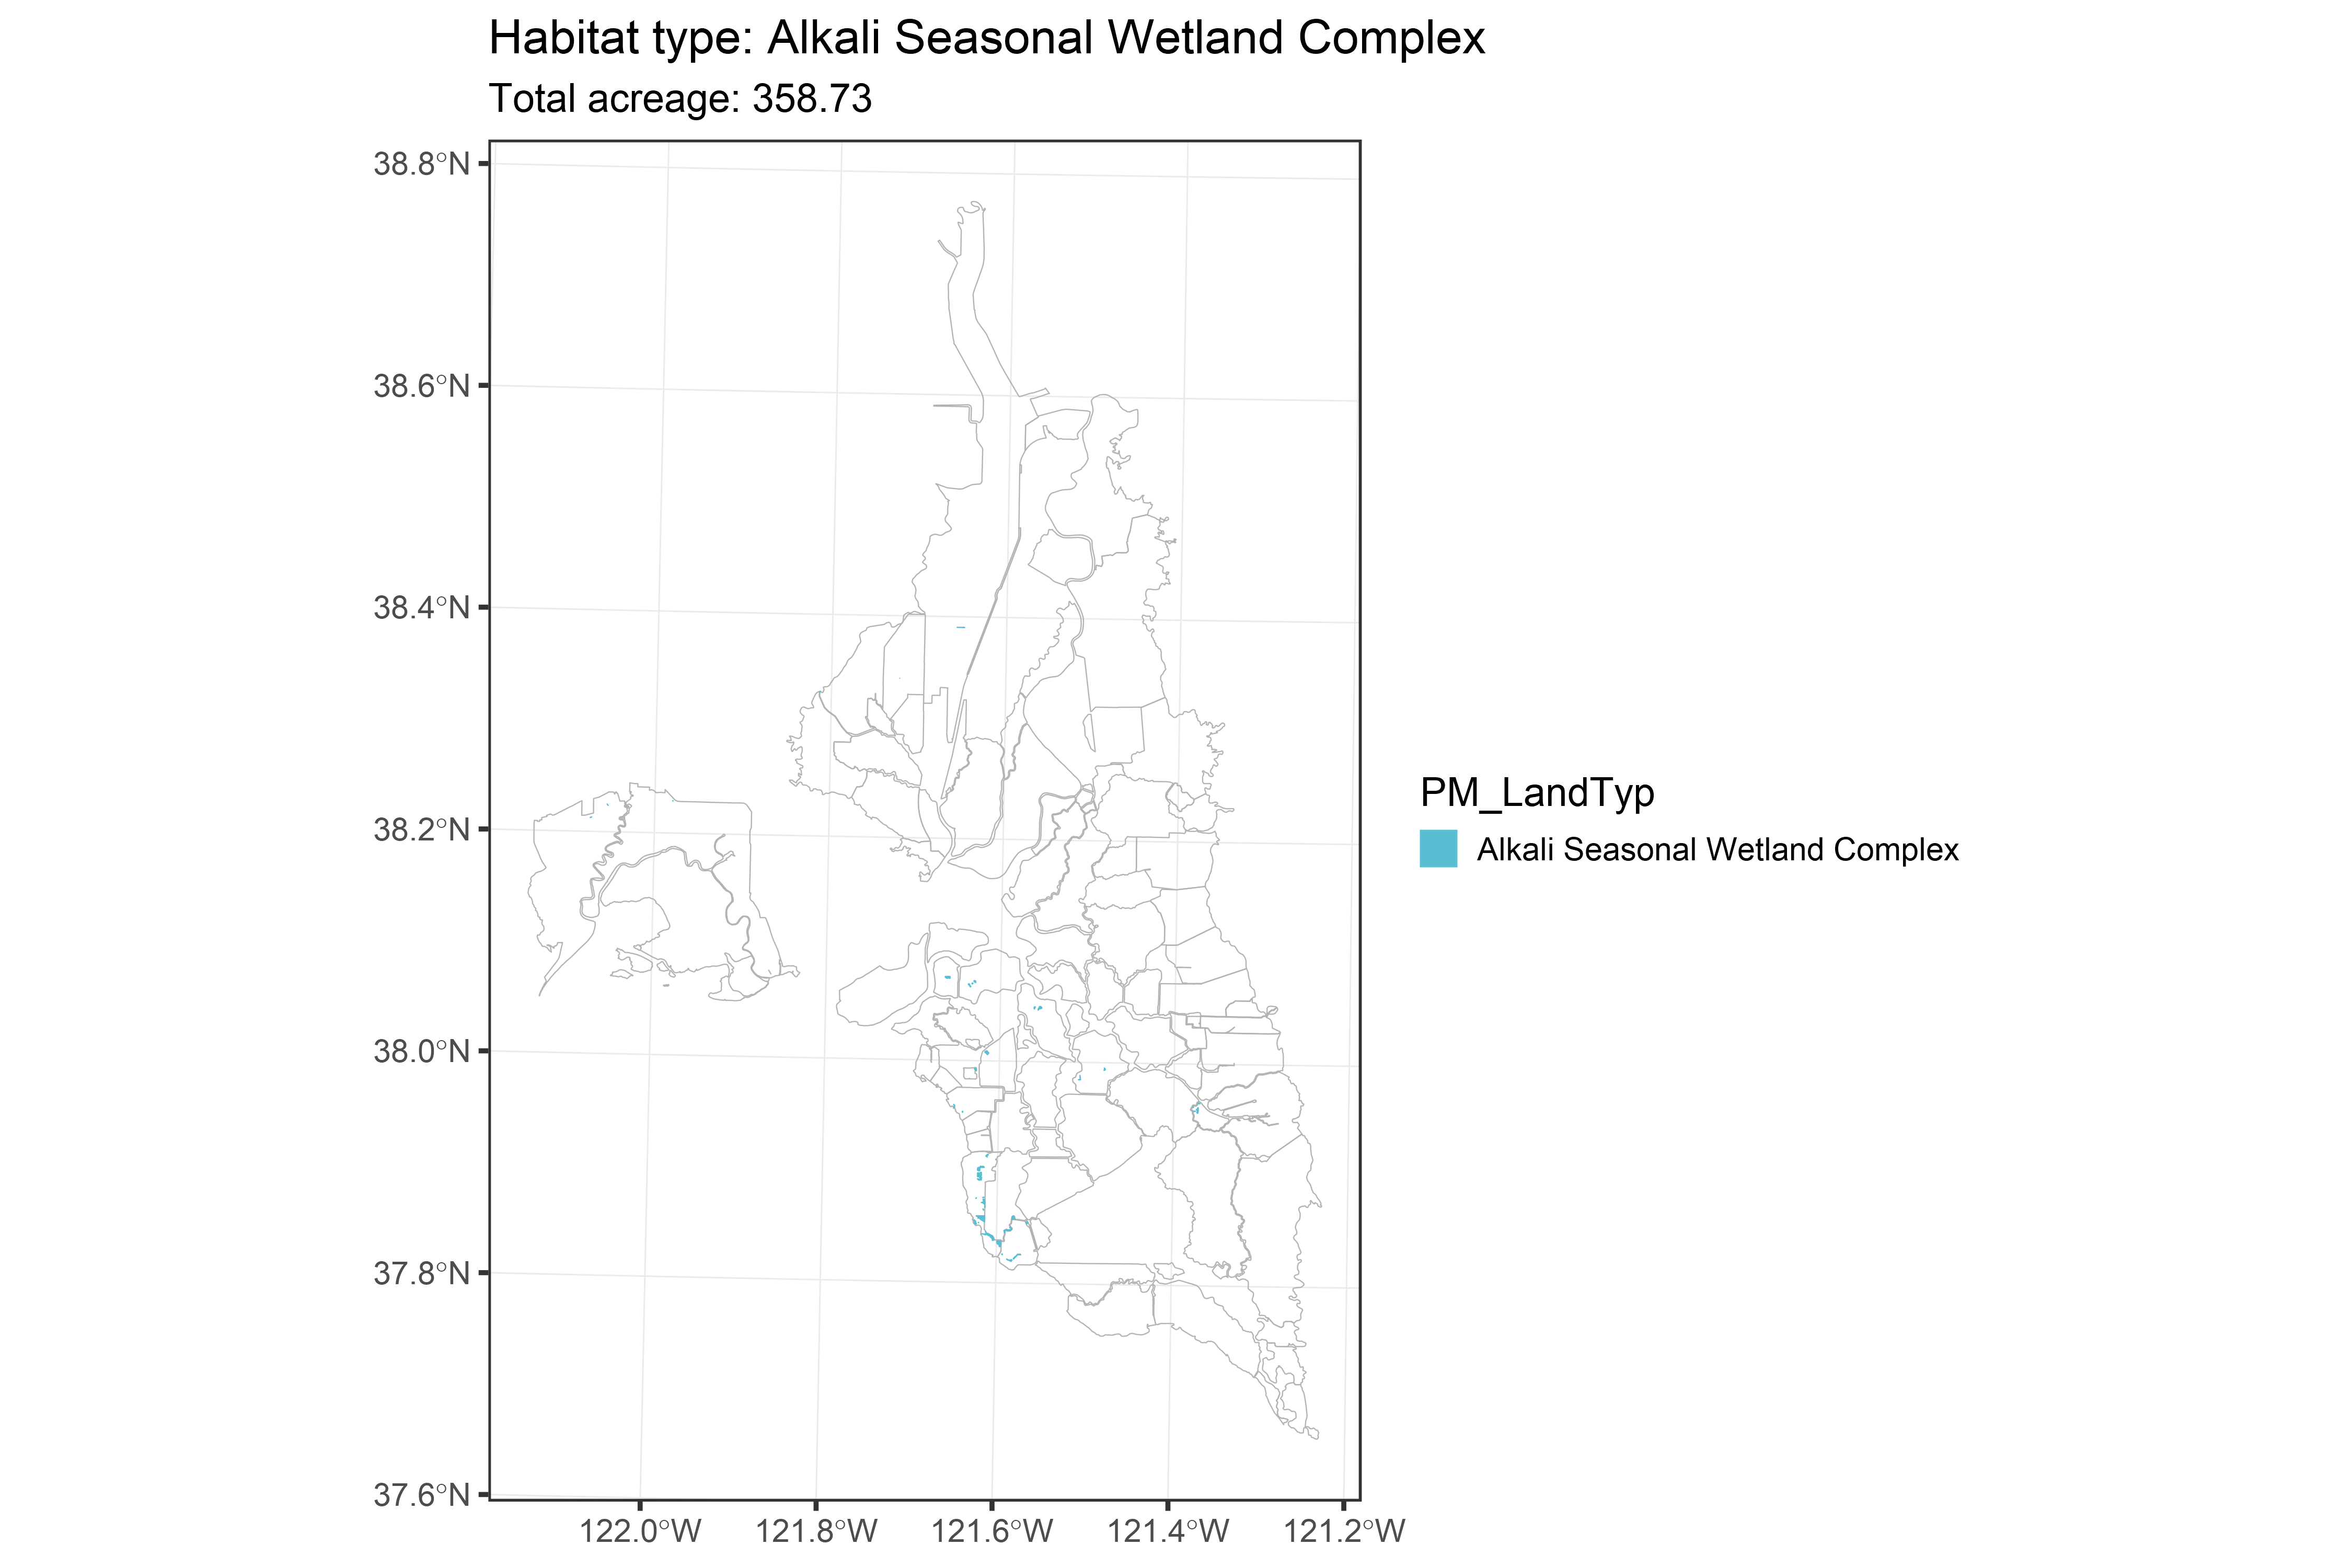 Habitat type: Alkali Seasonal Wetland Complex
Total acreage: 358.73
38.8°N
38.6°N
38.4°N
38.2°N
38.0°N
37.8°N
37.6°N
122.0°W 121.8°W 121.6°W 121.4°W 121.2°W
PM_LandTyp
Alkali Seasonal Wetland Complex